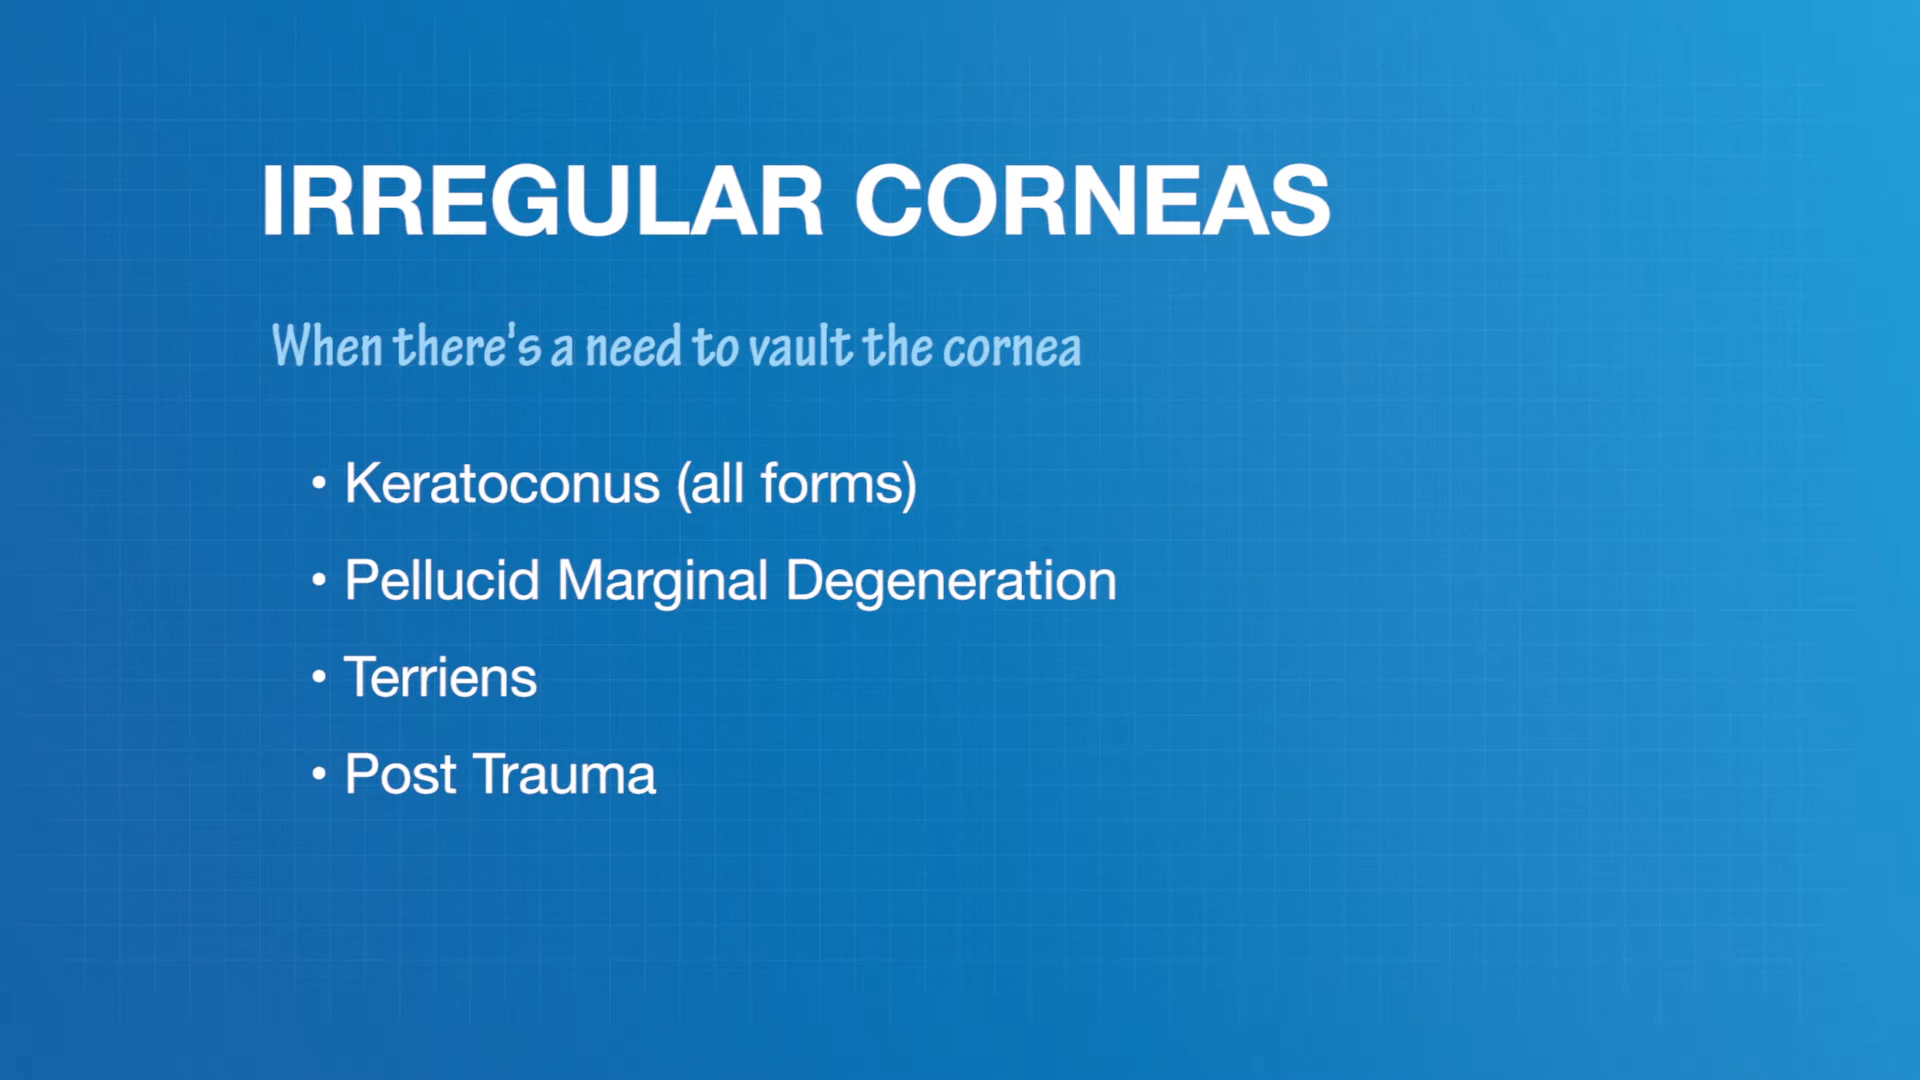 IRREGULAR CORNEAS
When there's a need to vault the cornea
• Keratoconus (all forms)
• Pellucid Marginal Degeneration
• Terriens
• Post Trauma